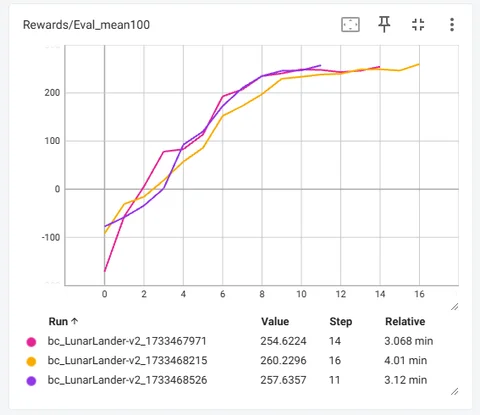 Rewards/Eval_mean100
200
100
0
-100
0 2 4 6 8 10 12 14 16
Run ↑ Value Step Relative
bc_LunarLander-v2_1733467971 254.6224 14 3.068 min
bc_LunarLander-v2_1733468215 260.2296 16 4.01 min
bc_LunarLander-v2_1733468526 257.6357 11 3.12 min